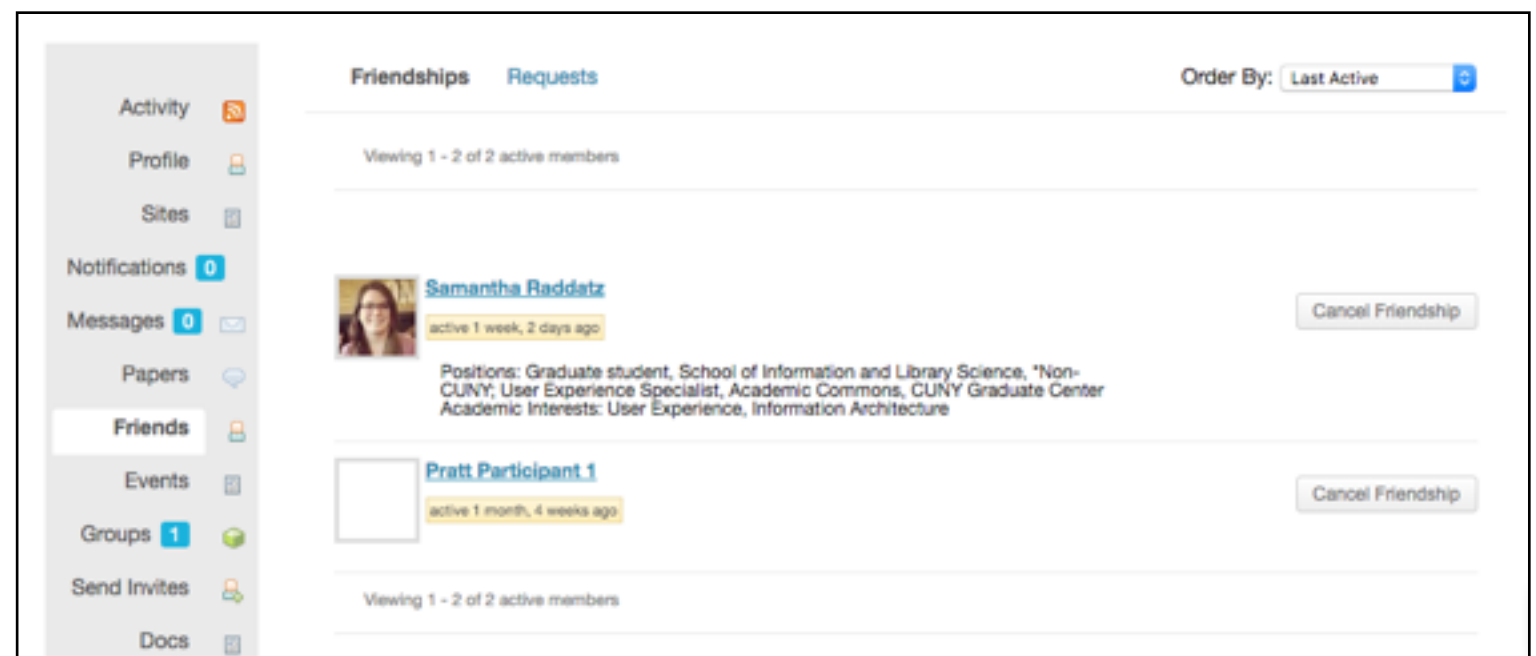 Activity
Profile
Sites
Notifications 0
Messages 0
Papers
Friends
Events
Groups 1
Send Invites
Docs
Friendships Requests Order By: Last Active
Viewing 1 - 2 of 2 active members
Samantha Raddatz
active 1 week, 2 days ago
Cancel Friendship
Positions: Graduate student, School of Information and Library Science, *Non-
CUNY; User Experience Specialist, Academic Commons, CUNY Graduate Center
Academic Interests: User Experience, Information Architecture
Pratt Participant 1
active 1 month, 4 weeks ago
Cancel Friendship
Viewing 1 - 2 of 2 active members